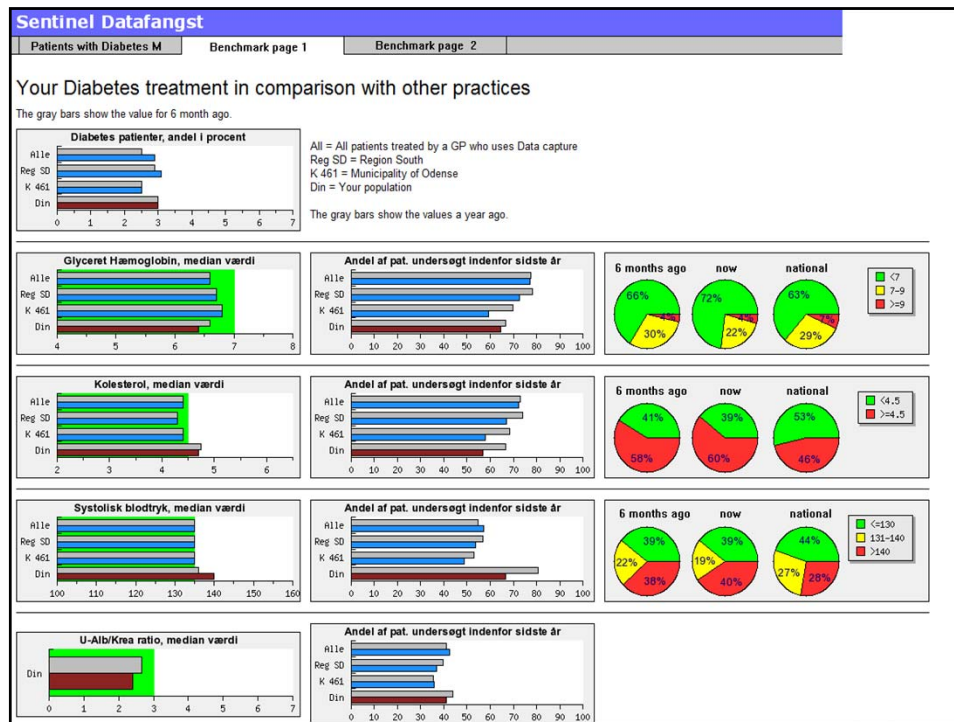 Sentinel Datafangst
Patients with Diabetes M
Benchmark page 1
Benchmark page 2
Your Diabetes treatment in comparison with other practices
The gray bars show the value for 6 month ago.
Diabetes patienter, andel i procent
Alle
Reg SD
K 461
Din
0 1 2 3 4 5 6 7
All = All patients treated by a GP who uses Data capture
Reg SD = Region South
K 461 = Municipality of Odense
Din = Your population
The gray bars show the values a year ago.
Glyceret Hæmoglobin, median værdi
Alle
Reg SD
K 461
Din
4 5 6 7 8
Andel af pat. undersøgt indenfor sidste år
Alle
Reg SD
K 461
Din
0 10 20 30 40 50 60 70 80 90 100
6 months ago now national
66% 4% 30%
72% 4% 22%
63% 7% 29%
<7
7-9
>=9
Kolesterol, median værdi
Alle
Reg SD
K 461
Din
2 3 4 5 6
Andel af pat. undersøgt indenfor sidste år
Alle
Reg SD
K 461
Din
0 10 20 30 40 50 60 70 80 90 100
6 months ago now national
41% 58%
39% 60%
53% 46%
<4.5
>=4.5
Systolisk blodtryk, median værdi
Alle
Reg SD
K 461
Din
100 110 120 130 140 150 160
Andel af pat. undersøgt indenfor sidste år
Alle
Reg SD
K 461
Din
0 10 20 30 40 50 60 70 80 90 100
6 months ago now national
39% 22% 38%
39% 19% 40%
44% 27% 28%
<=130
131-140
>140
U-Alb/Krea ratio, median værdi
Din
0 1 2 3 4 5 6 7
Andel af pat. undersøgt indenfor sidste år
Alle
Reg SD
K 461
Din
0 10 20 30 40 50 60 70 80 90 100